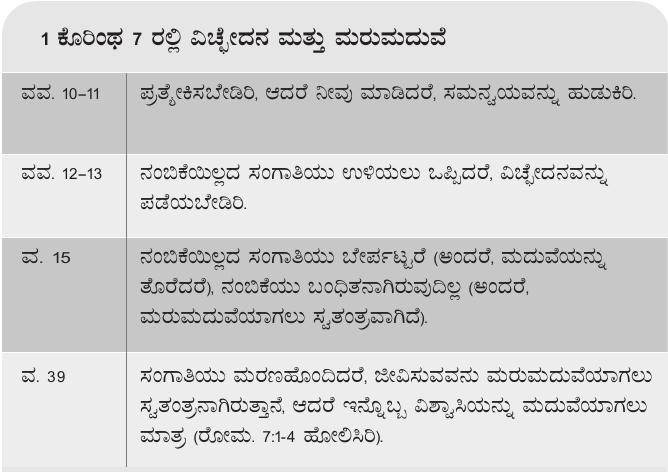 1 ಕೊರಿಂಥ 7 ರಲ್ಲಿ ವಿಚ್ಛೇದನ ಮತ್ತು ಮರುಮದುವೆ
ವವ. 10–11 ಪ್ರತ್ಯೇಕಿಸಬೇಡಿರಿ, ಆದರೆ ನೀವು ಮಾಡಿದರೆ, ಸಮನ್ವಯವನ್ನು ಹುಡುಕಿರಿ.
ವವ. 12–13 ನಂಬಿಕೆಯಿಲ್ಲದ ಸಂಗಾತಿಯು ಉಳಿಯಲು ಒಪ್ಪಿದರೆ, ವಿಚ್ಛೇದನವನ್ನು
ಪಡೆಯಬೇಡಿರಿ.
ವ. 15 ನಂಬಿಕೆಯಿಲ್ಲದ ಸಂಗಾತಿಯು ಬೇರ್ಪಟ್ಟರೆ (ಅಂದರೆ, ಮದುವೆಯನ್ನು
ತೊರೆದರೆ), ನಂಬಿಕೆಯು ಬಂಧಿತನಾಗಿರುವುದಿಲ್ಲ (ಅಂದರೆ,
ಮರುಮದುವೆಯಾಗಲು ಸ್ವತಂತ್ರವಾಗಿದೆ).
ವ. 39 ಸಂಗಾತಿಯು ಮರಣಹೊಂದಿದರೆ, ಜೀವಿಸುವವನು ಮರುಮದುವೆಯಾಗಲು
ಸ್ವತಂತ್ರನಾಗಿರುತ್ತಾನೆ, ಆದರೆ ಇನ್ನೊಬ್ಬ ವಿಶ್ವಾಸಿಯನ್ನು ಮದುವೆಯಾಗಲು
ಮಾತ್ರ (ರೋಮ. 7:1-4 ಹೋಲಿಸಿರಿ).